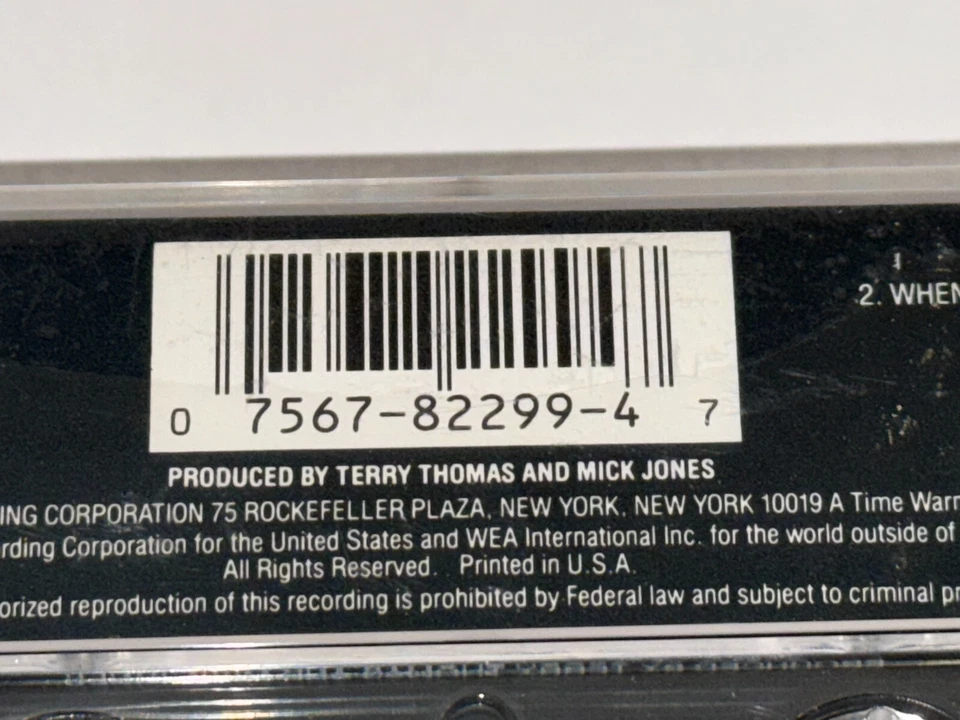 2. WHEN
0 7567-82299-4 7
PRODUCED BY TERRY THOMAS AND MICK JONES
ING CORPORATION 75 ROCKEFELLER PLAZA, NEW YORK, NEW YORK 10019 A Time Warn
rding Corporation for the United States and WEA International Inc. for the world outside of
All Rights Reserved. Printed in U.S.A.
orized reproduction of this recording is prohibited by Federal law and subject to criminal pr